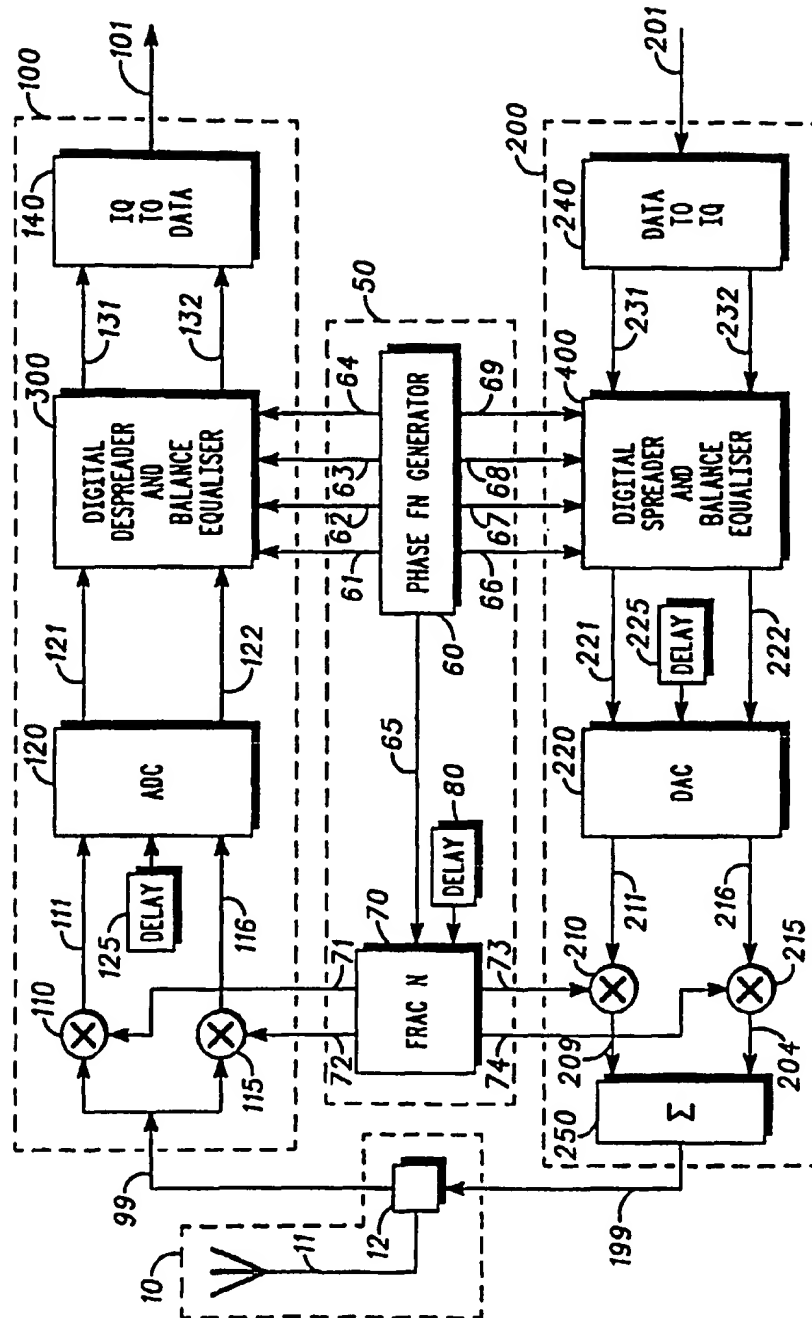 100
101
140
IQ
TO
DATA
131
132
300
DIGITAL
DESPREADER
AND
BALANCE
EQUALISER
121
122
120
ADC
111
125
DELAY
116
110
115
99
50
64
63
62
61
PHASE FN GENERATOR
69
68
67
66
60
65
80
DELAY
70
FRAC N
71
72
73
74
10
11
12
200
201
240
DATA
TO
IQ
231
232
400
DIGITAL
SPREADER
AND
BALANCE
EQUALISER
221
225
DELAY
222
220
DAC
211
216
210
215
209
204
250
Σ
199